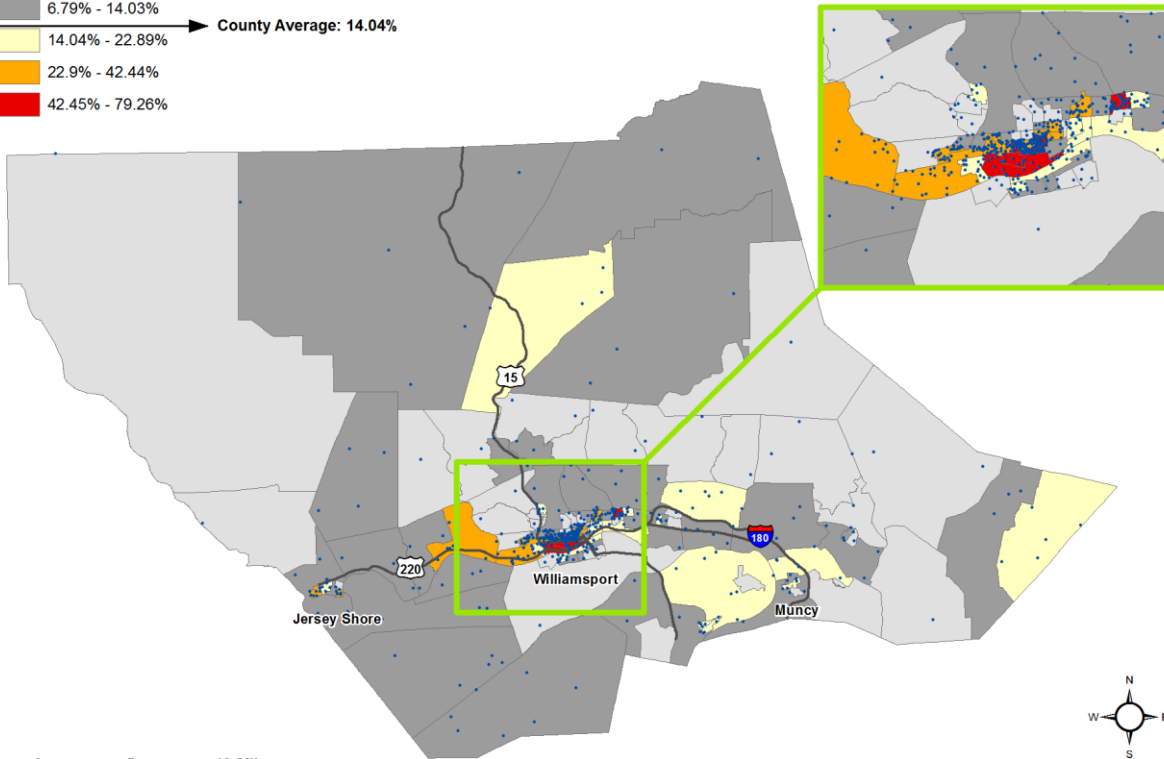 6.79% - 14.03%
County Average: 14.04%
14.04% - 22.89%
22.9% - 42.44%
42.45% - 79.26%
15
220
180
Williamsport
Jersey Shore
Muncy
N
W
S